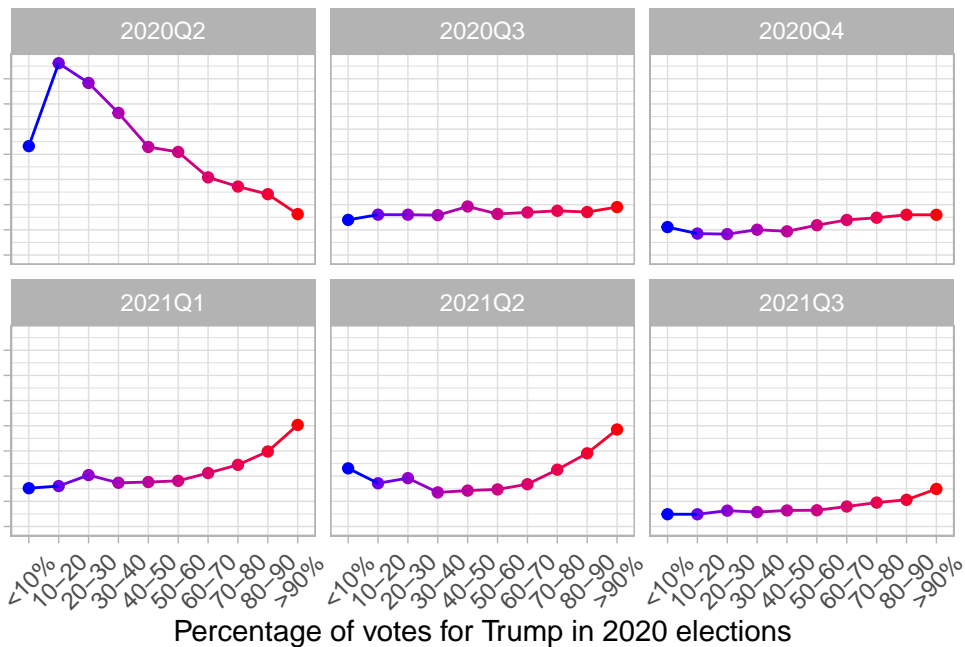 2020Q2 2020Q3 2020Q4
2021Q1 2021Q2 2021Q3
<10% 10–20 20–30 30–40 40–50 50–60 60–70 70–80 80–90 >90% <10% 10–20 20–30 30–40 40–50 50–60 60–70 70–80 80–90 >90% <10% 10–20 20–30 30–40 40–50 50–60 60–70 70–80 80–90 >90%
Percentage of votes for Trump in 2020 elections